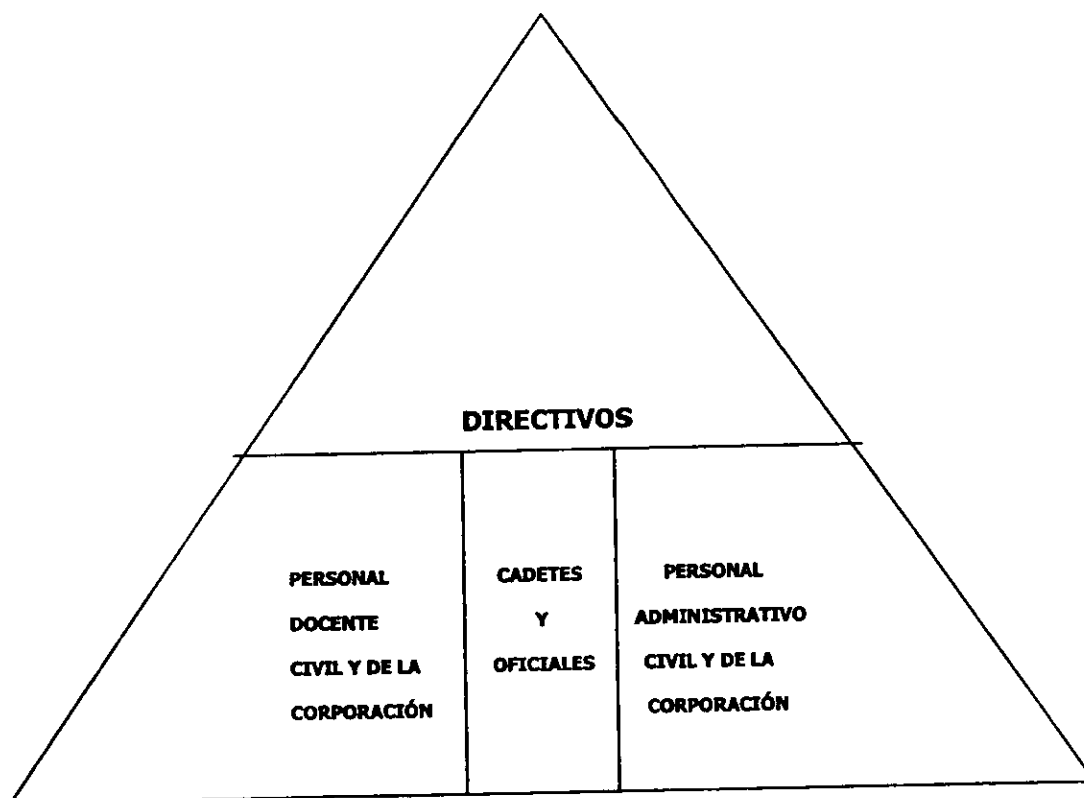 DIRECTIVOS
PERSONAL
DOCENTE
CIVIL Y DE LA
CORPORACIÓN
CADETES
Y
OFICIALES
PERSONAL
ADMINISTRATIVO
CIVIL Y DE LA
CORPORACIÓN